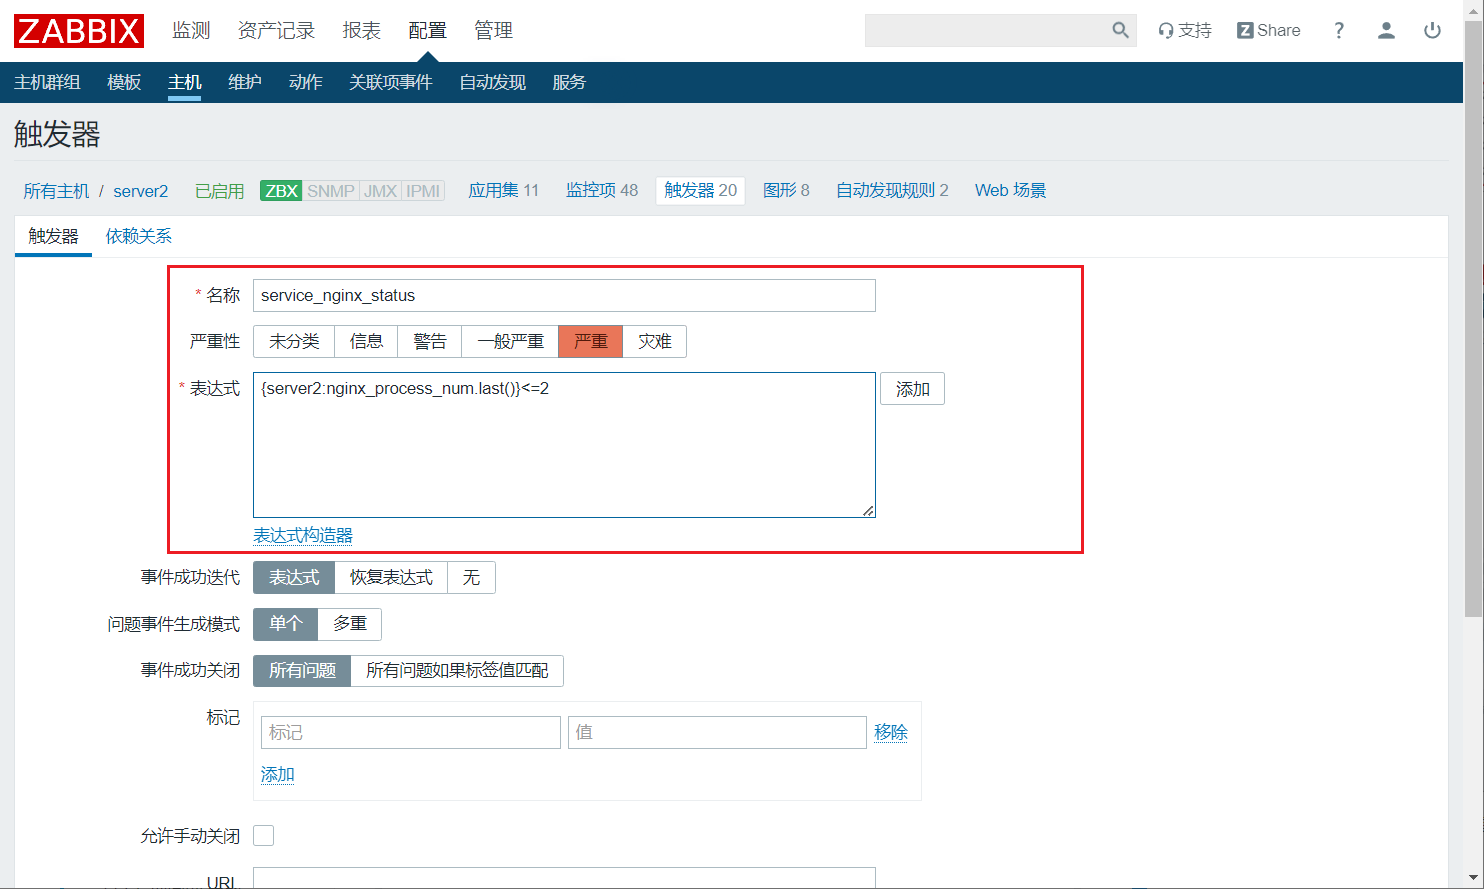 ZABBIX 监测 资产记录 报表 配置 管理 支持 Z Share ?
主机群组 模板 主机 维护 动作 关联项事件 自动发现 服务
触发器
所有主机 / server2 已启用 ZBX SNMP JMX IPMI 应用集 11 监控项 48 触发器 20 图形 8 自动发现规则 2 Web 场景
触发器 依赖关系
* 名称 service_nginx_status
严重性 未分类 信息 警告 一般严重 严重 灾难
* 表达式 {server2:nginx_process_num.last()}<=2 添加
表达式构造器
事件成功迭代 表达式 恢复表达式 无
问题事件生成模式 单个 多重
事件成功关闭 所有问题 所有问题如果标签值匹配
标记 标记 值 移除
添加
允许手动关闭
URL